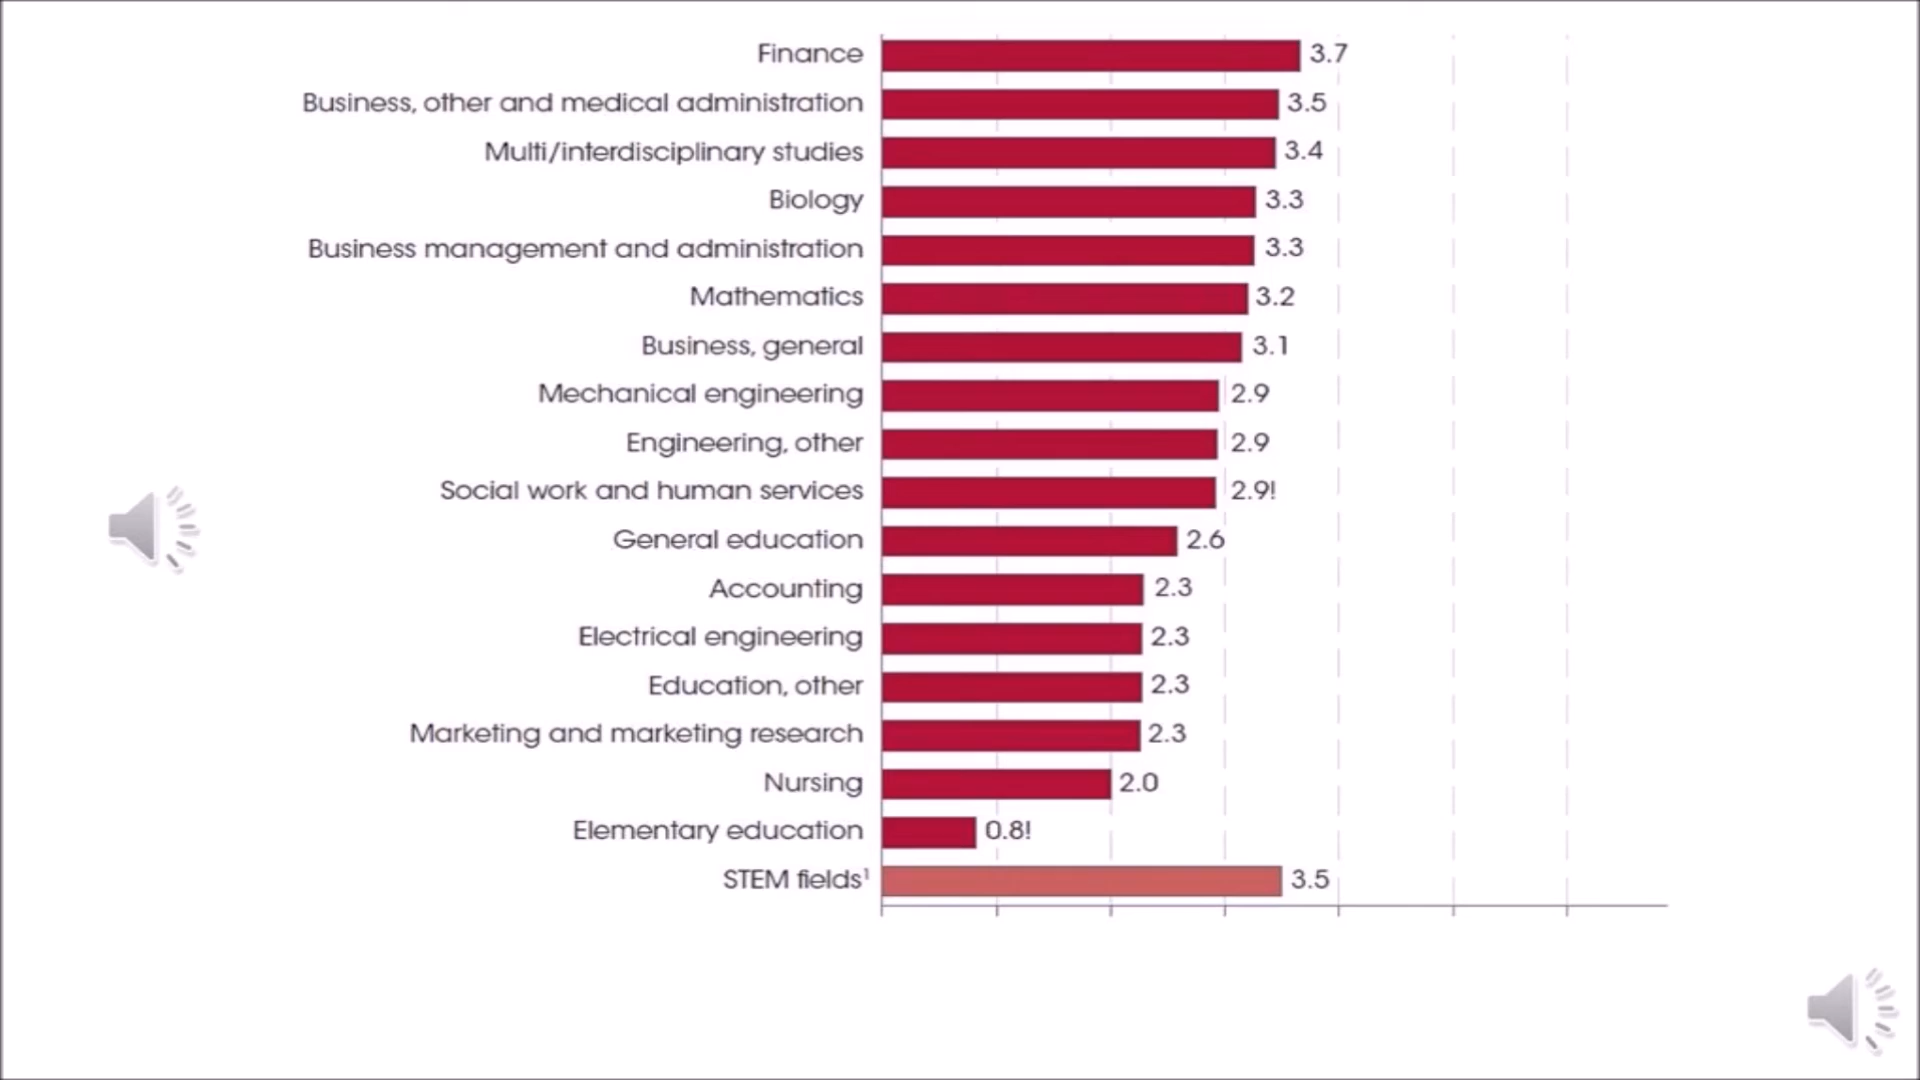 Finance 3.7
Business, other and medical administration 3.5
Multi/interdisciplinary studies 3.4
Biology 3.3
Business management and administration 3.3
Mathematics 3.2
Business, general 3.1
Mechanical engineering 2.9
Engineering, other 2.9
Social work and human services 2.9!
General education 2.6
Accounting 2.3
Electrical engineering 2.3
Education, other 2.3
Marketing and marketing research 2.3
Nursing 2.0
Elementary education 0.8!
STEM fields¹ 3.5